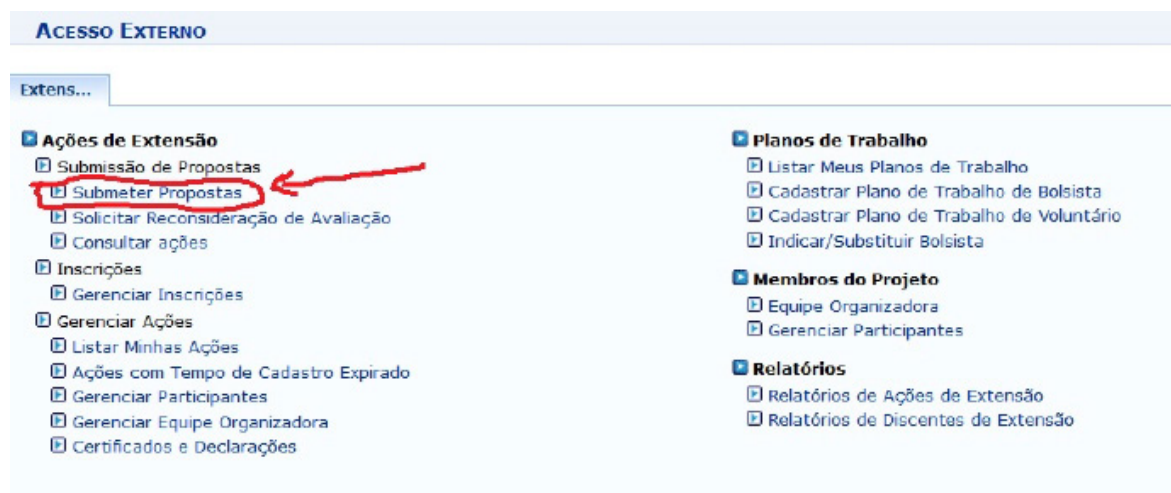 ACESSO EXTERNO
Extens...
Ações de Extensão
Submissão de Propostas
Submeter Propostas
Solicitar Reconsideração de Avaliação
Consultar ações
Inscrições
Gerenciar Inscrições
Gerenciar Ações
Listar Minhas Ações
Ações com Tempo de Cadastro Expirado
Gerenciar Participantes
Gerenciar Equipe Organizadora
Certificados e Declarações
Planos de Trabalho
Listar Meus Planos de Trabalho
Cadastrar Plano de Trabalho de Bolsista
Cadastrar Plano de Trabalho de Voluntário
Indicar/Substituir Bolsista
Membros do Projeto
Equipe Organizadora
Gerenciar Participantes
Relatórios
Relatórios de Ações de Extensão
Relatórios de Discentes de Extensão